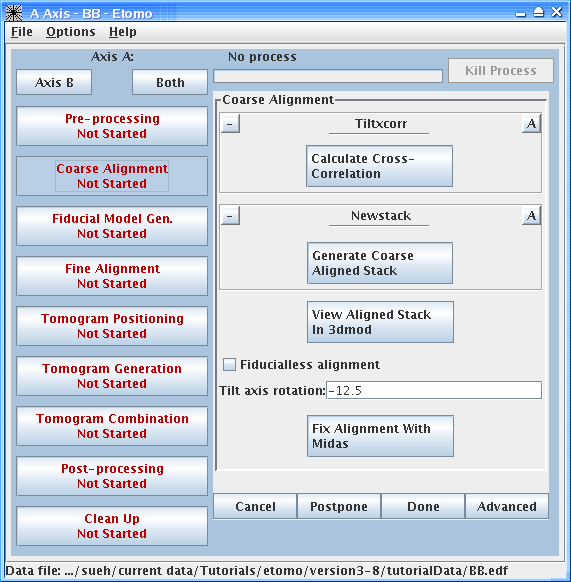 A Axis - BB - Etomo
File Options Help
Axis A:
No process
Axis B
Both
Kill Process
Pre-processing
Not Started
Coarse Alignment
Not Started
Fiducial Model Gen.
Not Started
Fine Alignment
Not Started
Tomogram Positioning
Not Started
Tomogram Generation
Not Started
Tomogram Combination
Not Started
Post-processing
Not Started
Clean Up
Not Started
Coarse Alignment
- Tiltxcorr A
Calculate Cross-
Correlation
- Newstack A
Generate Coarse
Aligned Stack
View Aligned Stack
In 3dmod
Fiducialless alignment
Tilt axis rotation: -12.5
Fix Alignment With
Midas
Cancel
Postpone
Done
Advanced
Data file: .../sueh/current data/Tutorials/etomo/version3-8/tutorialData/BB.edf